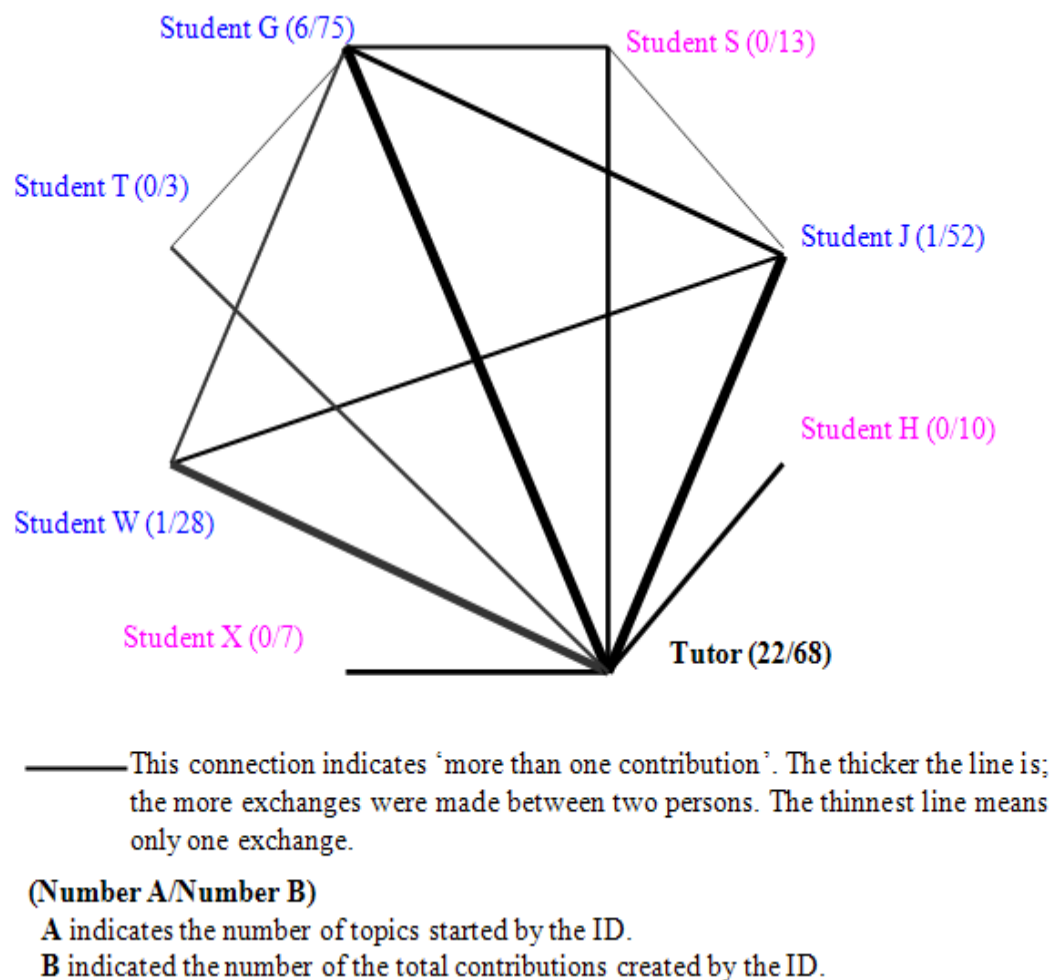 Student G (6/75)
Student S (0/13)
Student T (0/3)
Student J (1/52)
Student H (0/10)
Student W (1/28)
Student X (0/7)
Tutor (22/68)
This connection indicates ‘more than one contribution’. The thicker the line is;
the more exchanges were made between two persons. The thinnest line means
only one exchange.
(Number A/Number B)
A indicates the number of topics started by the ID.
B indicated the number of the total contributions created by the ID.